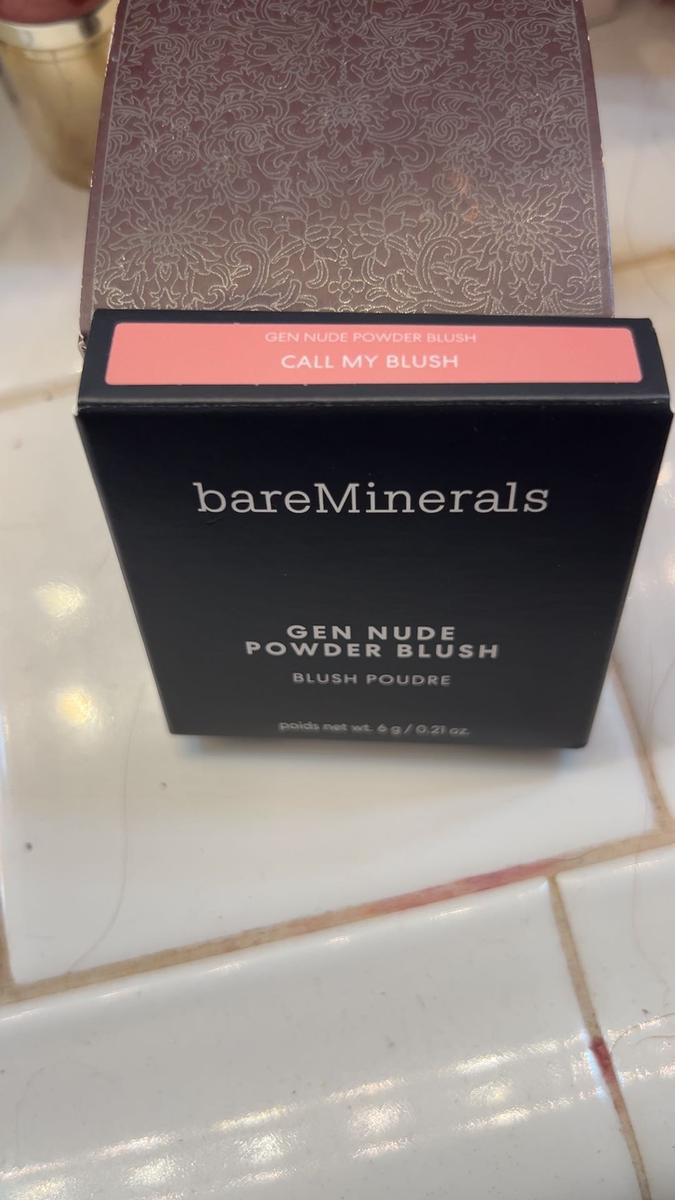 GEN NUDE POWDER BLUSH
CALL MY BLUSH
bareMinerals
GEN NUDE
POWDER BLUSH
BLUSH POUDRE
poids net wt. 6 g / 0.21 oz.